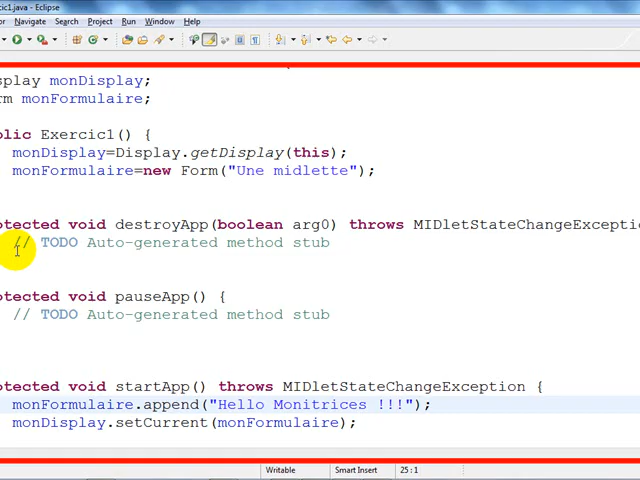 cic1.java - Eclipse
or Navigate Search Project Run Window Help
splay monDisplay;
rm monFormulaire;
blic Exercic1() {
monDisplay=Display.getDisplay(this);
monFormulaire=new Form("Une midlette");
otected void destroyApp(boolean arg0) throws MIDletStateChangeExceptio
// TODO Auto-generated method stub
otected void pauseApp() {
// TODO Auto-generated method stub
otected void startApp() throws MIDletStateChangeException {
monFormulaire.append("Hello Monitrices !!!");
monDisplay.setCurrent(monFormulaire);
Writable Smart Insert 25 : 1